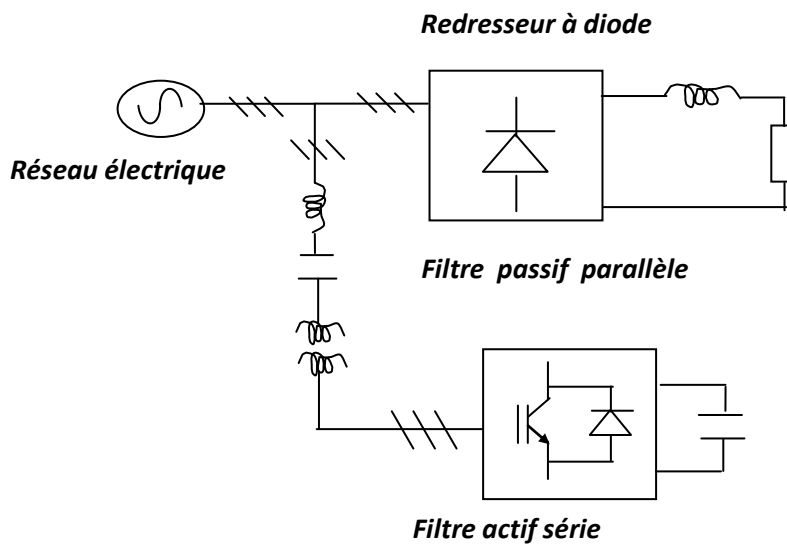 Redresseur à diode
Réseau électrique
Filtre passif parallèle
Filtre actif série